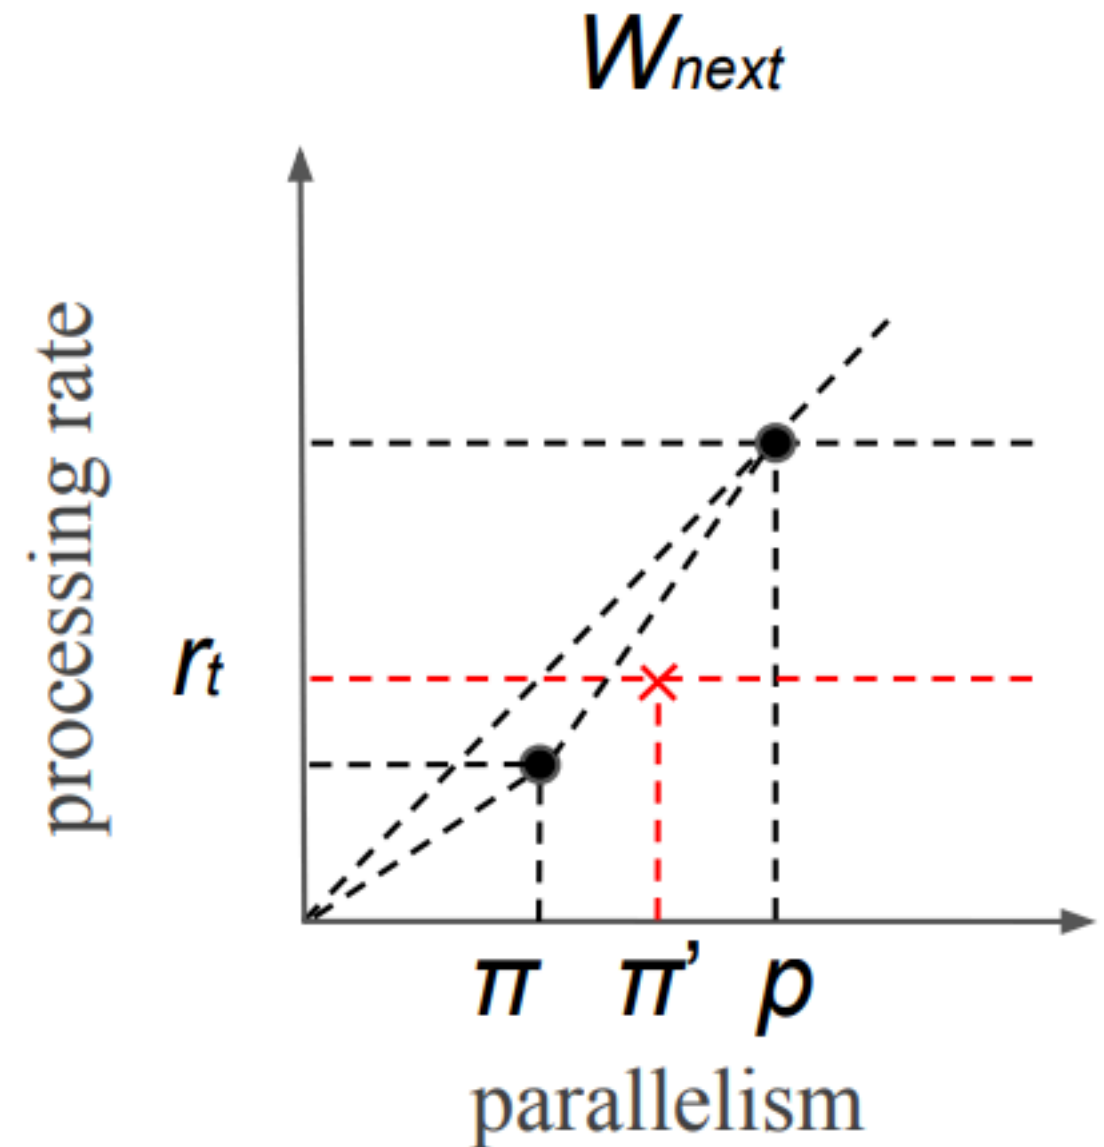 Wnext
processing rate
rt
π π’ p
parallelism